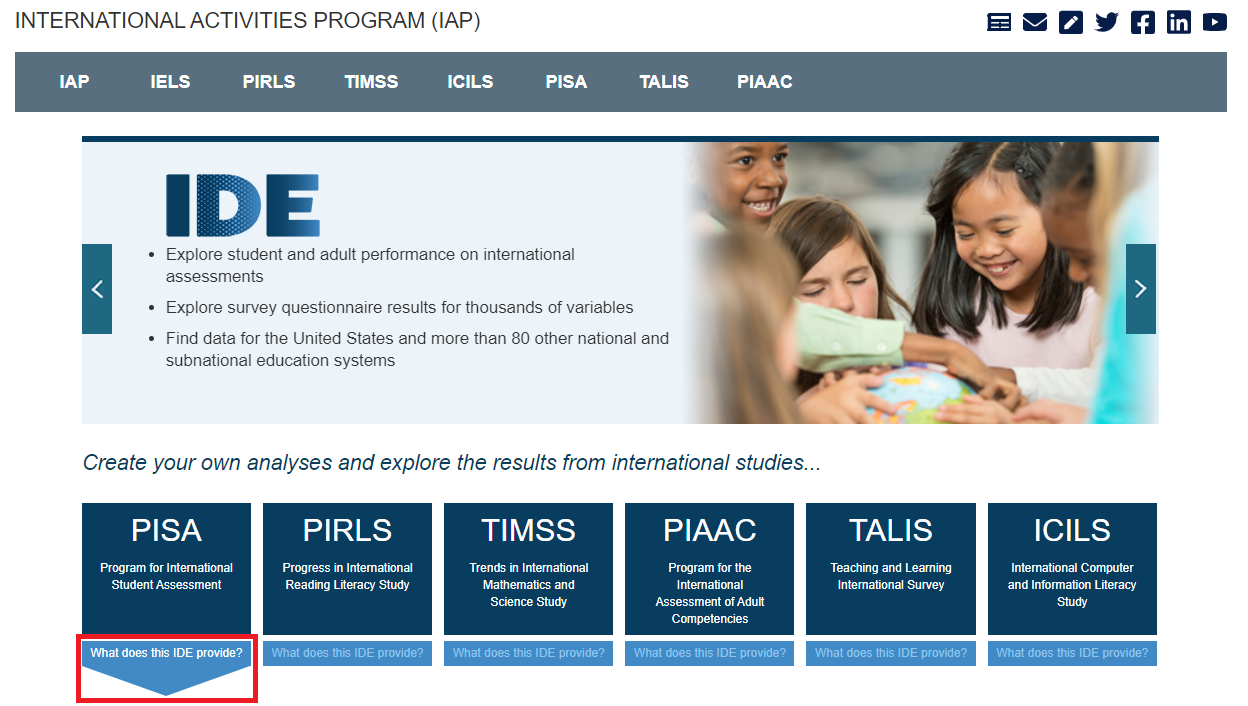 INTERNATIONAL ACTIVITIES PROGRAM (IAP)
IAP IELS PIRLS TIMSS ICILS PISA TALIS PIAAC
IDE
• Explore student and adult performance on international
assessments
• Explore survey questionnaire results for thousands of variables
• Find data for the United States and more than 80 other national and
subnational education systems
Create your own analyses and explore the results from international studies...
PISA
Program for International
Student Assessment
What does this IDE provide?
PIRLS
Progress in International
Reading Literacy Study
What does this IDE provide?
TIMSS
Trends in International
Mathematics and
Science Study
What does this IDE provide?
PIAAC
Program for the
International
Assessment of Adult
Competencies
What does this IDE provide?
TALIS
Teaching and Learning
International Survey
What does this IDE provide?
ICILS
International Computer
and Information Literacy
Study
What does this IDE provide?